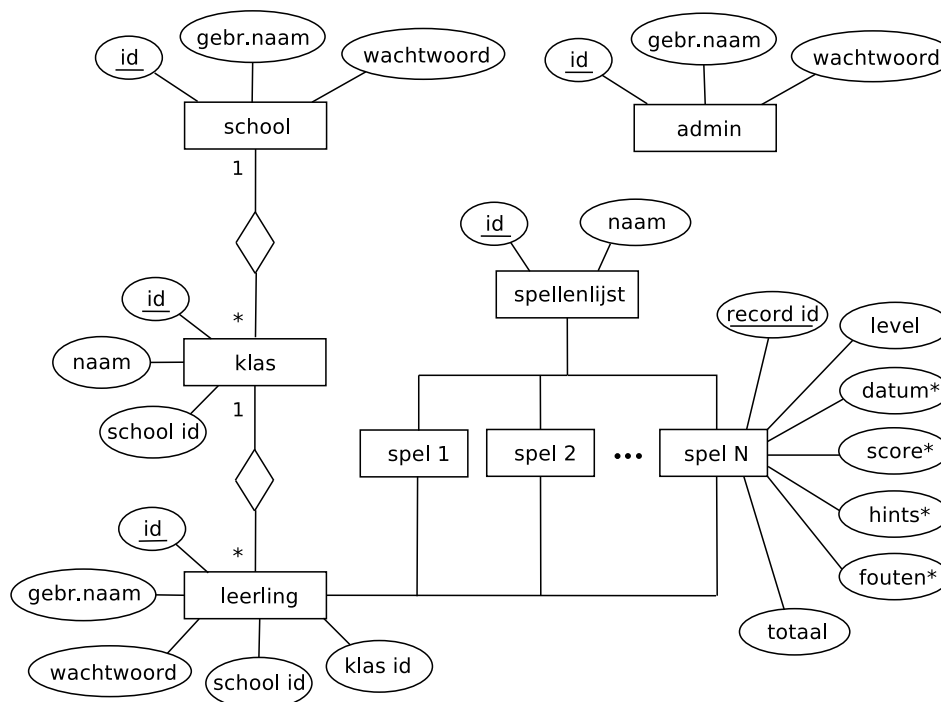 id
gebr.naam
wachtwoord
school
id
gebr.naam
wachtwoord
admin
1
*
id
naam
school id
klas
1
*
id
naam
spellenlijst
spel 1
spel 2
...
spel N
record id
level
datum*
score*
hints*
fouten*
totaal
id
gebr.naam
wachtwoord
school id
klas id
leerling